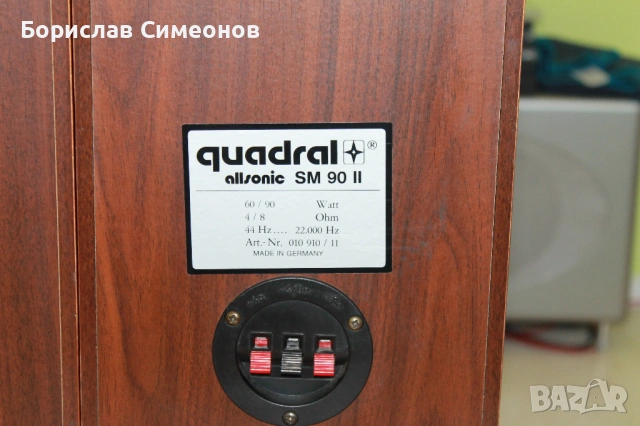 Борислав Симеонов
quadral ®
allsonic SM 90 II
60 / 90 Watt
4 / 8 Ohm
44 Hz..... 22.000 Hz
Art.-Nr. 010 910 / 11
MADE IN GERMANY
BAZAR